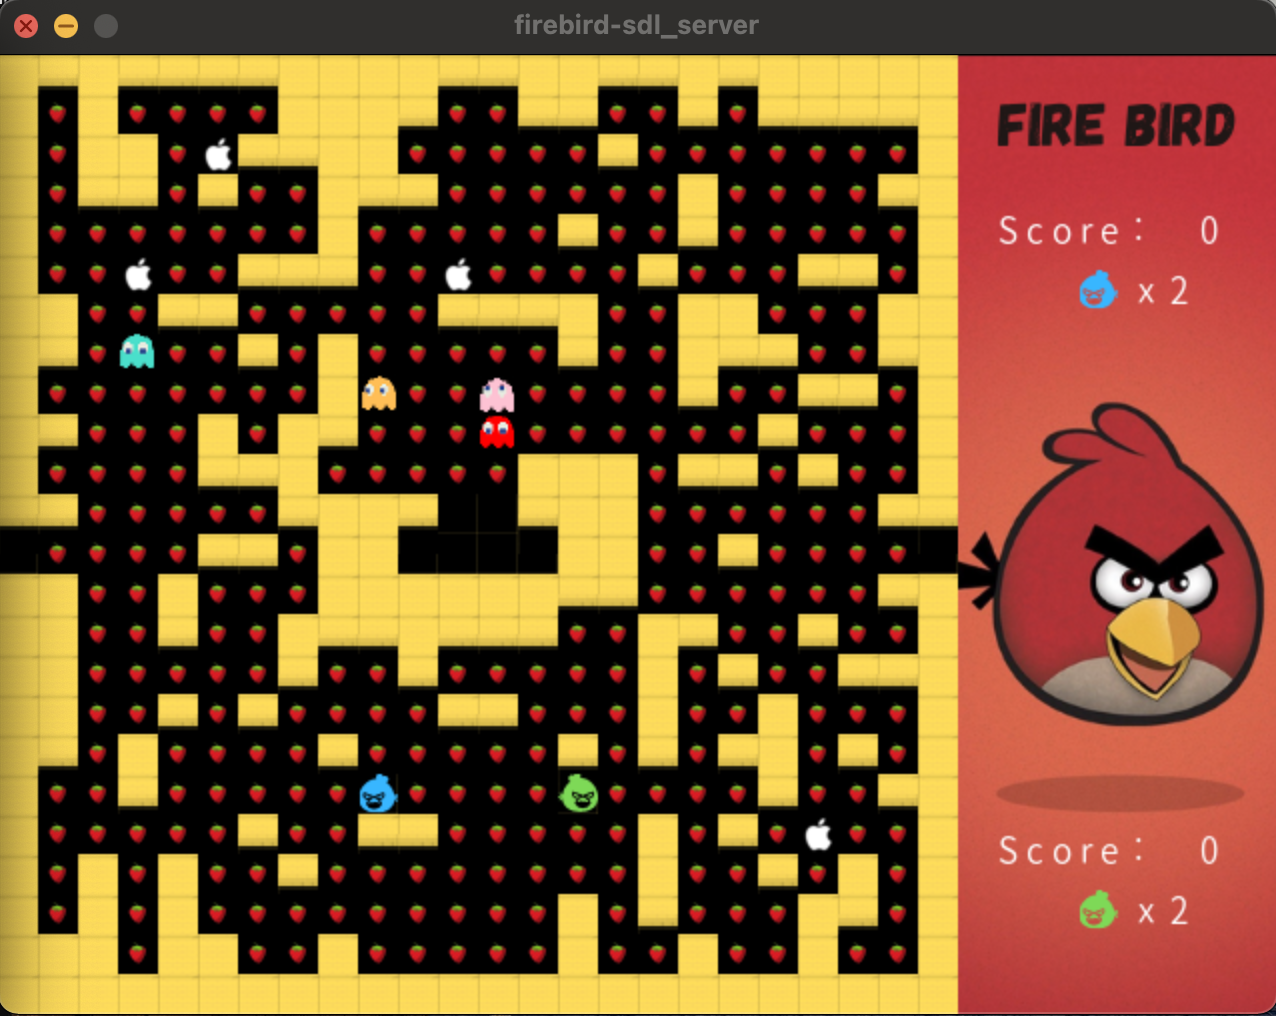 firebird-sdl_server
FIRE BIRD
Score: 0
x 2
Score: 0
x 2